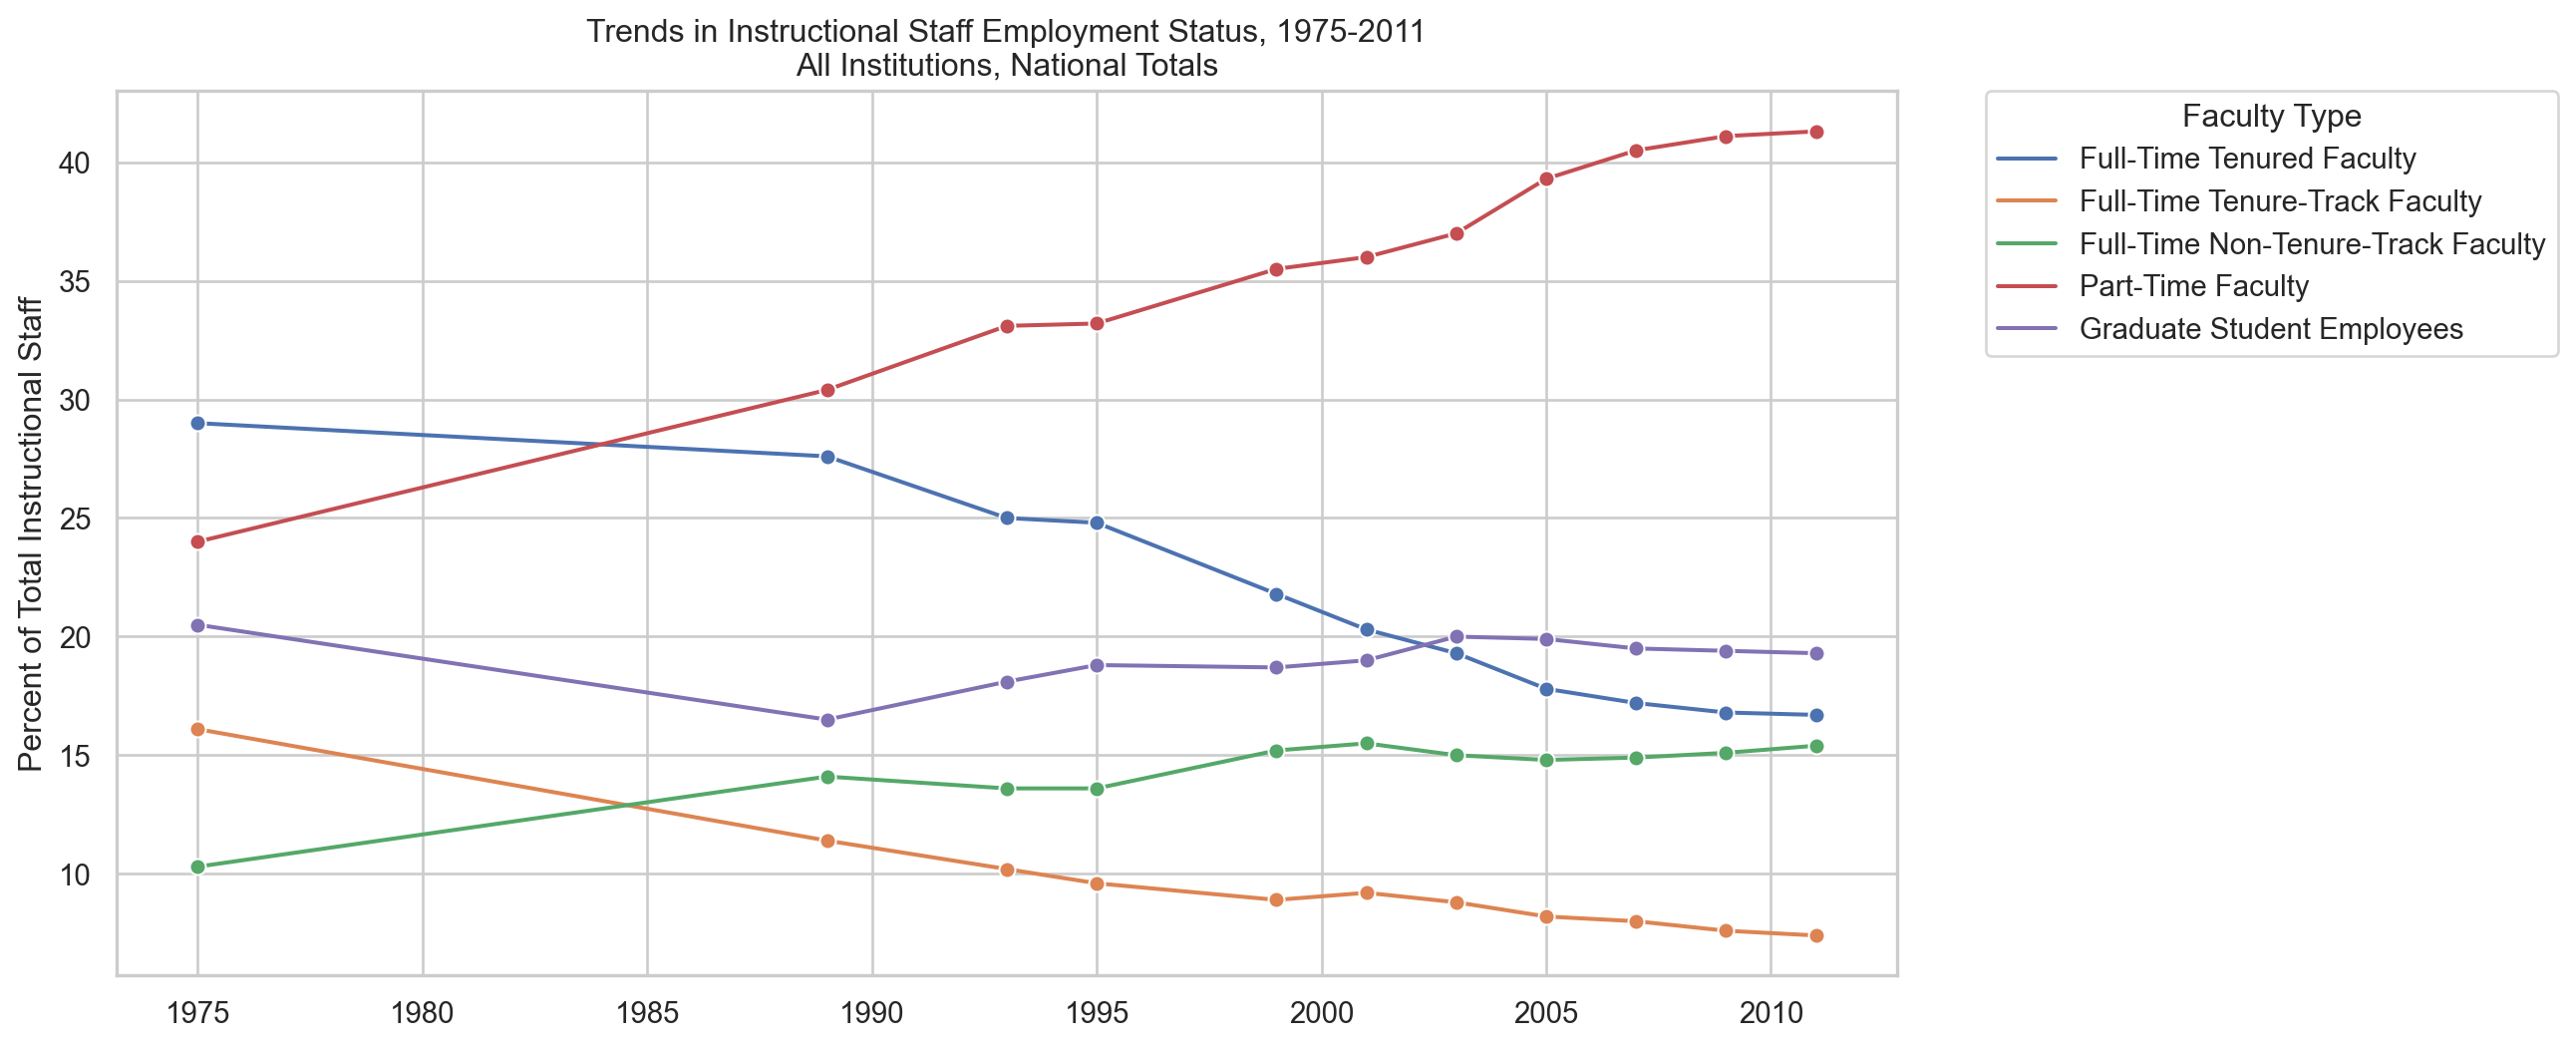 Trends in Instructional Staff Employment Status, 1975-2011
All Institutions, National Totals
Percent of Total Instructional Staff
40
35
30
25
20
15
10
1975
1980
1985
1990
1995
2000
2005
2010
Faculty Type
Full-Time Tenured Faculty
Full-Time Tenure-Track Faculty
Full-Time Non-Tenure-Track Faculty
Part-Time Faculty
Graduate Student Employees